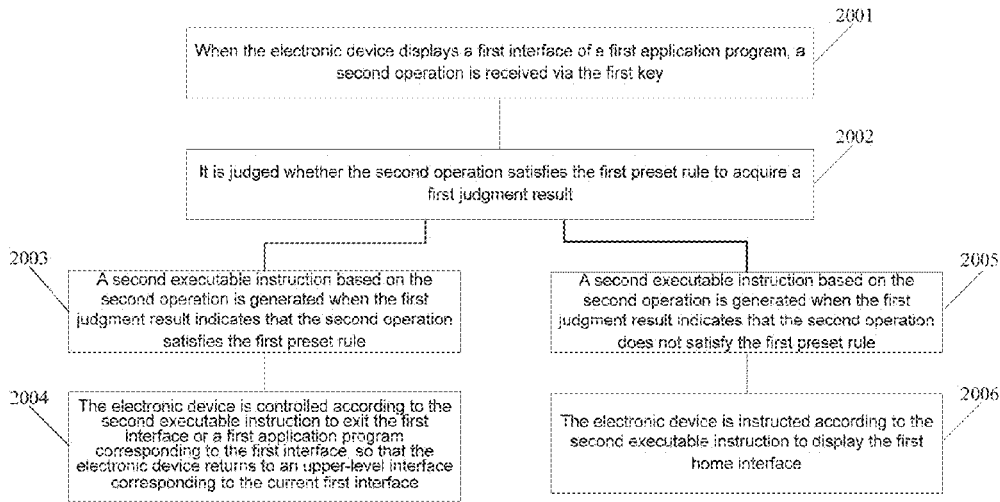 2001
When the electronic device displays a first interface of a first application program, a
second operation is received via the first key
2002
It is judged whether the second operation satisfies the first preset rule to acquire a
first judgment result
2003
A second executable instruction based on the
second operation is generated when the first
judgment result indicates that the second operation
satisfies the first preset rule
2005
A second executable instruction based on the
second operation is generated when the first
judgment result indicates that the second operation
does not satisfy the first preset rule
2004
The electronic device is controlled according to the
second executable instruction to exit the first
interface or a first application program
corresponding to the first interface, so that the
electronic device returns to an upper-level interface
corresponding to the current first interface
2006
The electronic device is instructed according to the
second executable instruction to display the first
home interface